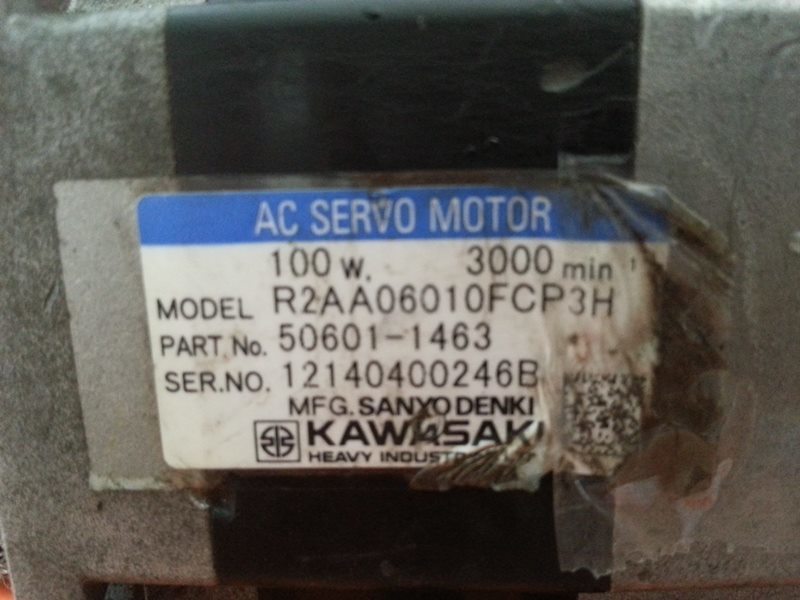 AC SERVO MOTOR
100 W. 3000 min⁻¹
MODEL R2AA06010FCP3H
PART. No. 50601-1463
SER.NO. 12140400246B
MFG. SANYO DENKI
KAWASAKI
HEAVY